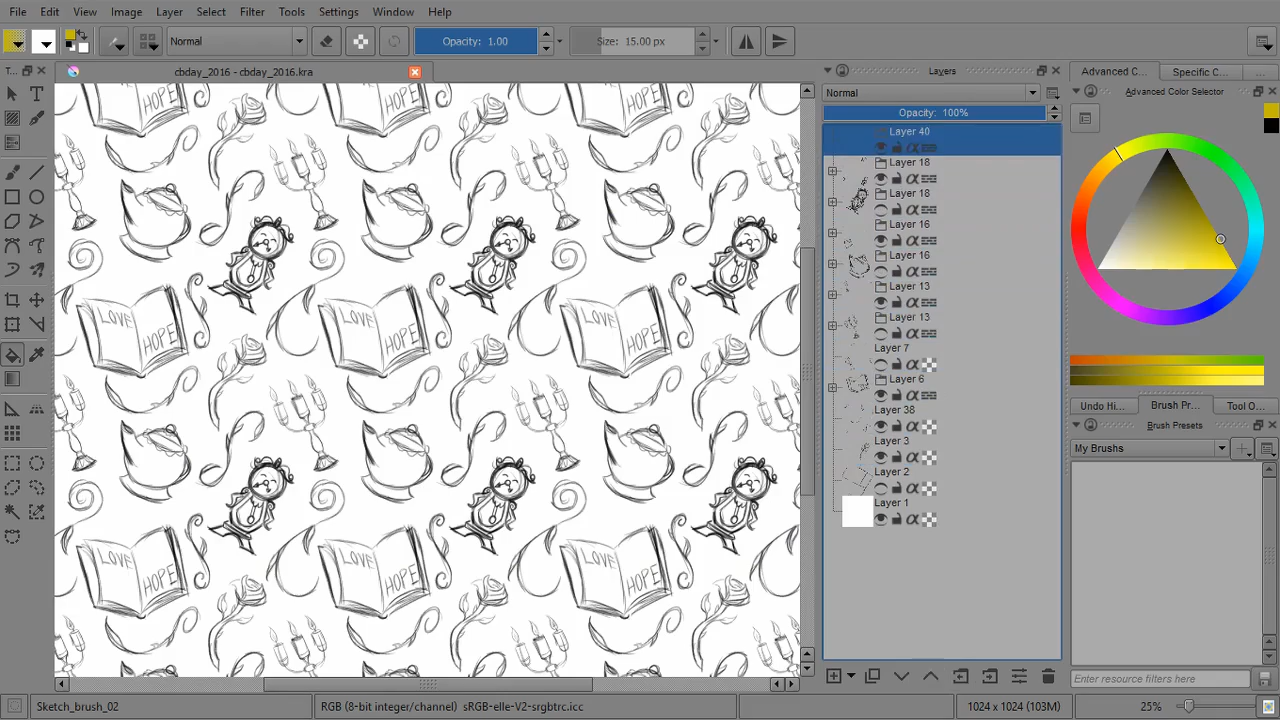 File Edit View Image Layer Select Filter Tools Settings Window Help
Normal Opacity: 1.00 Size: 15.00 px
T... cbday_2016 - cbday_2016.kra Layers Advanced C... Specific C... ...
Normal Advanced Color Selector
Opacity: 100%
Layer 40
Layer 18
Layer 18
Layer 16
Layer 16
Layer 13
Layer 13
Layer 7
Layer 6
Layer 38
Layer 3
Layer 2
Layer 1
HOPE HOPE HOPE
LOVE HOPE LOVE HOPE LOVE HOPE
LOVE HOPE LOVE HOPE LOVE HOPE
Undo Hi... Brush Pr... Tool O...
Brush Presets
My Brushes
Enter resource filters here
Sketch_brush_02 RGB (8-bit integer/channel) sRGB-elle-V2-srgbtrc.icc 1024 x 1024 (103M) 25%